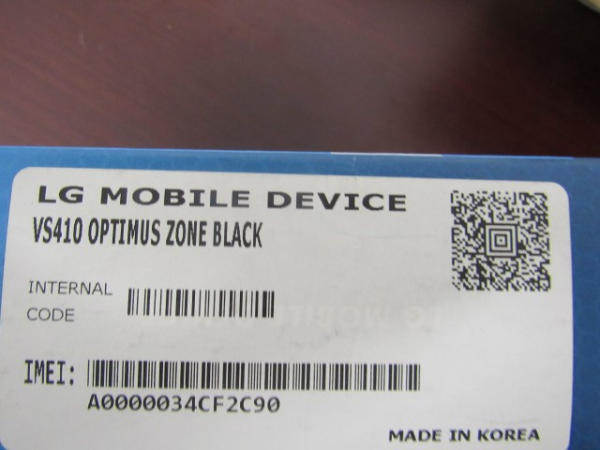 LG MOBILE DEVICE
VS410 OPTIMUS ZONE BLACK
INTERNAL
CODE
IMEI:
A0000034CF2C90
MADE IN KOREA